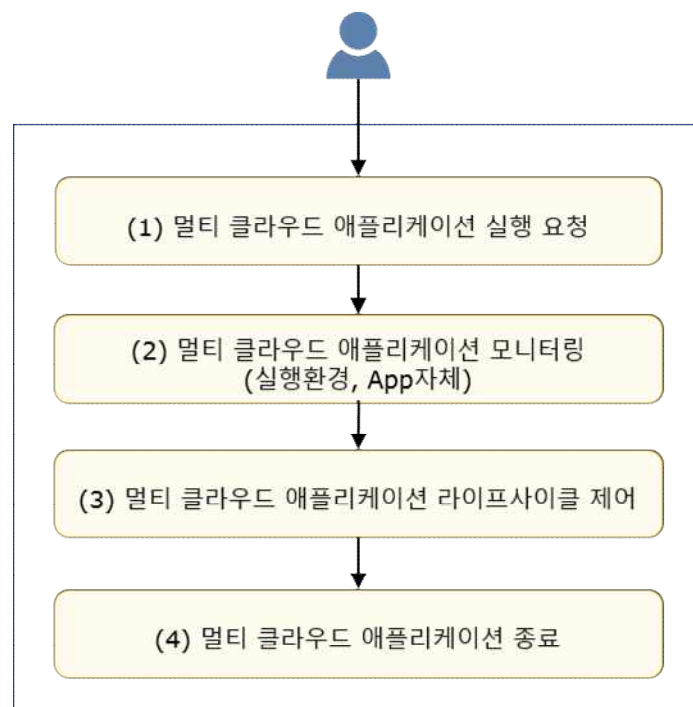 (1) 멀티 클라우드 애플리케이션 실행 요청
(2) 멀티 클라우드 애플리케이션 모니터링
(실행환경, App자체)
(3) 멀티 클라우드 애플리케이션 라이프사이클 제어
(4) 멀티 클라우드 애플리케이션 종료